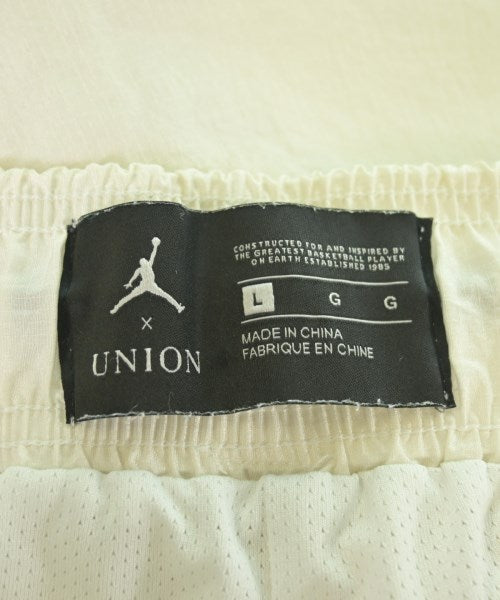 CONSTRUCTED FOR AND INSPIRED BY
THE GREATEST BASKETBALL PLAYER
ON EARTH ESTABLISHED 1985
L G G
MADE IN CHINA
FABRIQUE EN CHINE
×
UNION